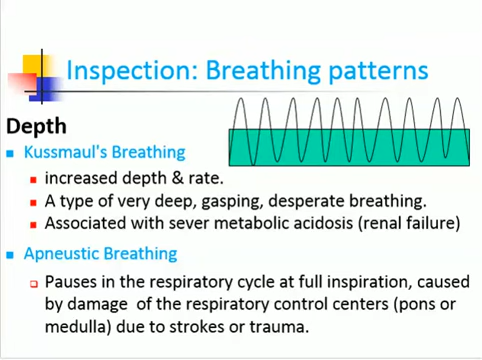 Inspection: Breathing patterns
Depth
Kussmaul's Breathing
increased depth & rate.
A type of very deep, gasping, desperate breathing.
Associated with sever metabolic acidosis (renal failure)
Apneustic Breathing
Pauses in the respiratory cycle at full inspiration, caused
by damage of the respiratory control centers (pons or
medulla) due to strokes or trauma.